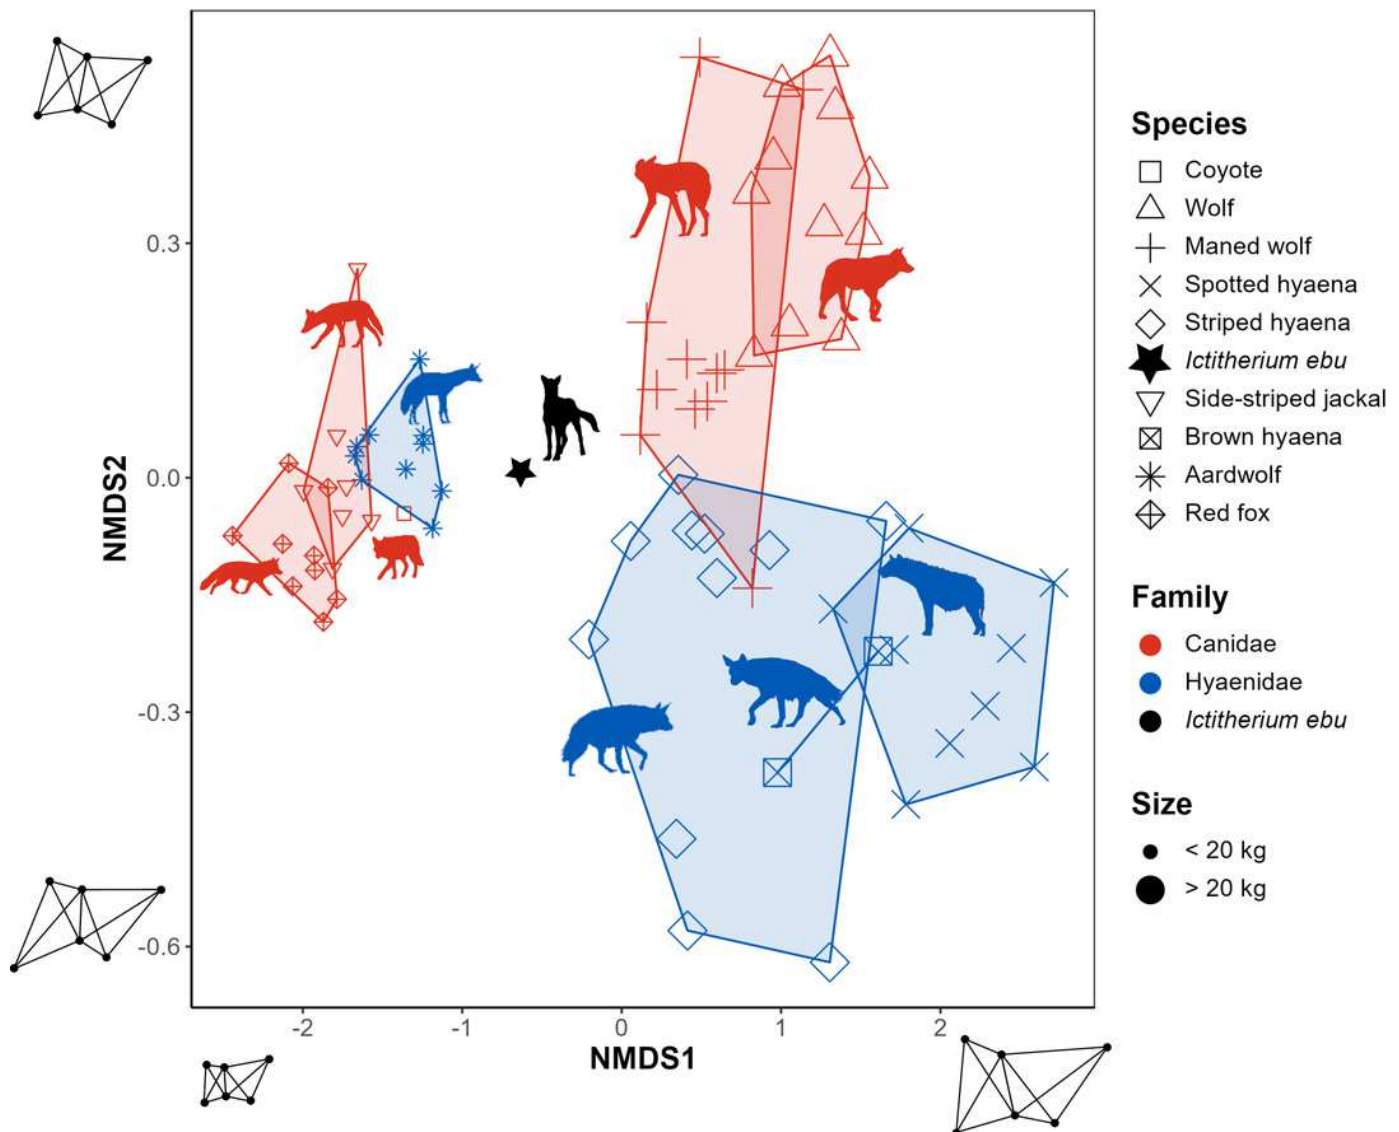 NMDS2
0.3
0.0
-0.3
-0.6
-2
-1
0
1
2
NMDS1
Species
Coyote
Wolf
Maned wolf
Spotted hyaena
Striped hyaena
Ictitherium ebu
Side-striped jackal
Brown hyaena
Aardwolf
Red fox
Family
Canidae
Hyaenidae
Ictitherium ebu
Size
< 20 kg
> 20 kg